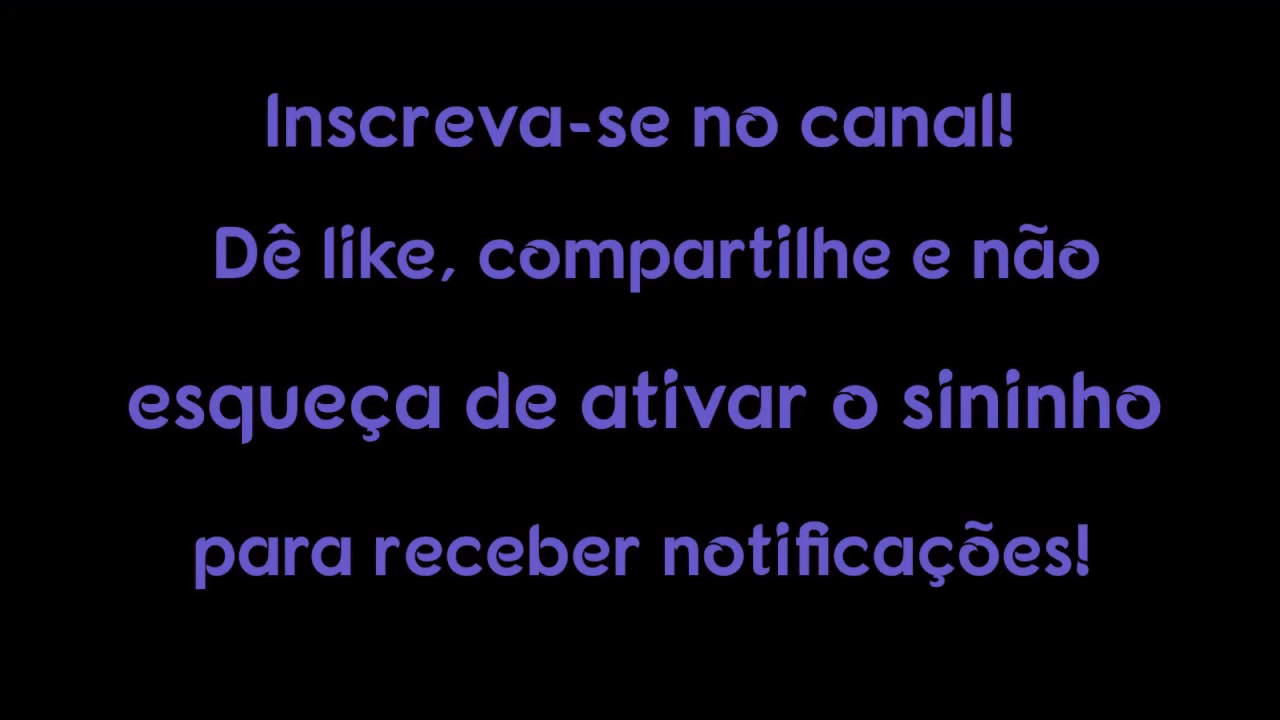 Inscreva-se no canal!
Dê like, compartilhe e não
esqueça de ativar o sininho
para receber notificações!